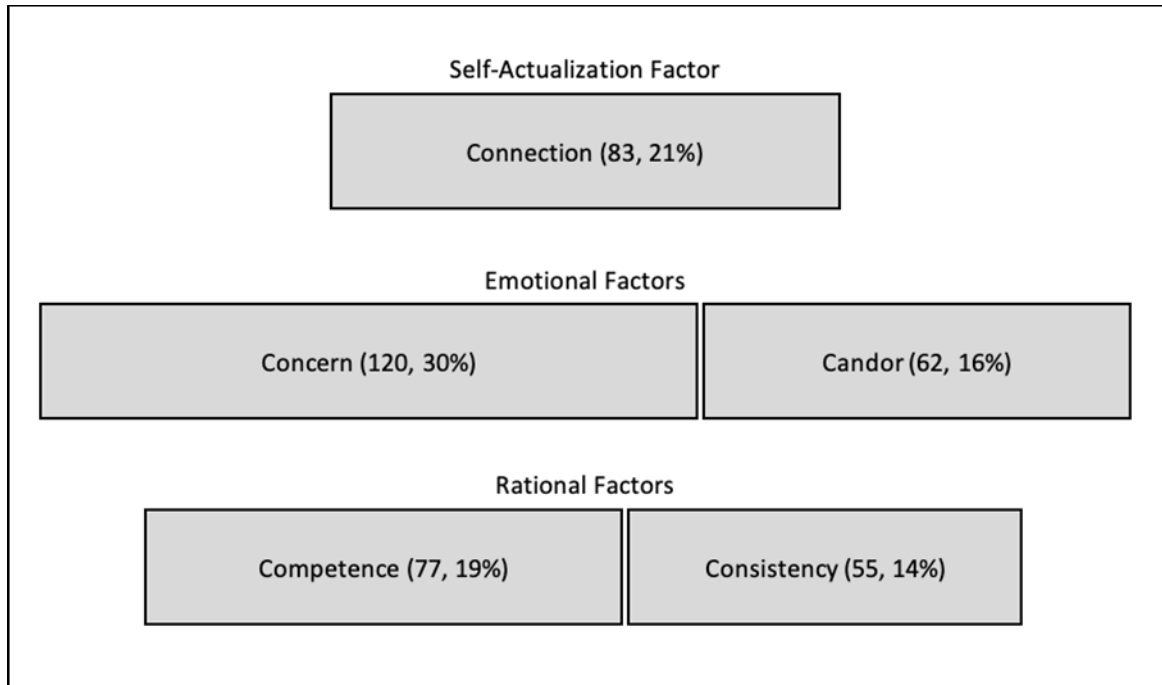 Self-Actualization Factor
Connection (83, 21%)
Emotional Factors
Concern (120, 30%)
Candor (62, 16%)
Rational Factors
Competence (77, 19%)
Consistency (55, 14%)